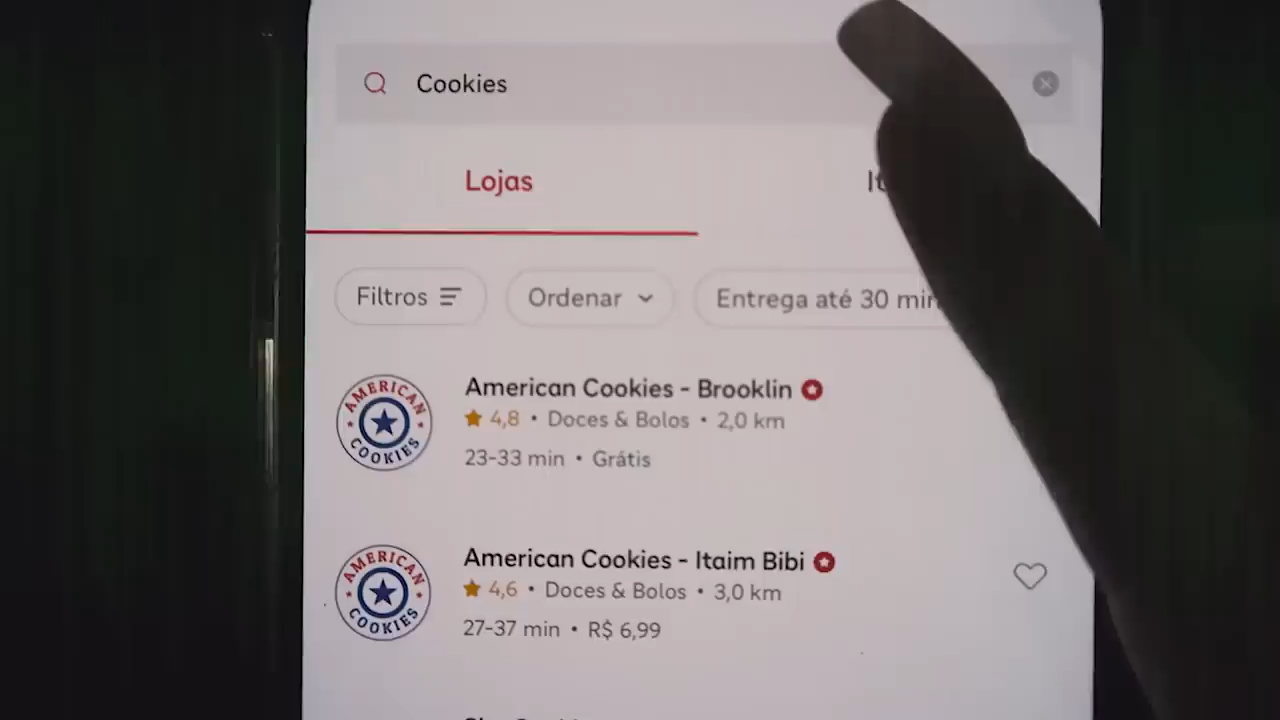 Cookies
Lojas
Filtros
Ordenar
Entrega até 30 min
AMERICAN COOKIES
American Cookies - Brooklin
4,8 • Doces & Bolos • 2,0 km
23-33 min • Grátis
AMERICAN COOKIES
American Cookies - Itaim Bibi
4,6 • Doces & Bolos • 3,0 km
27-37 min • R$ 6,99